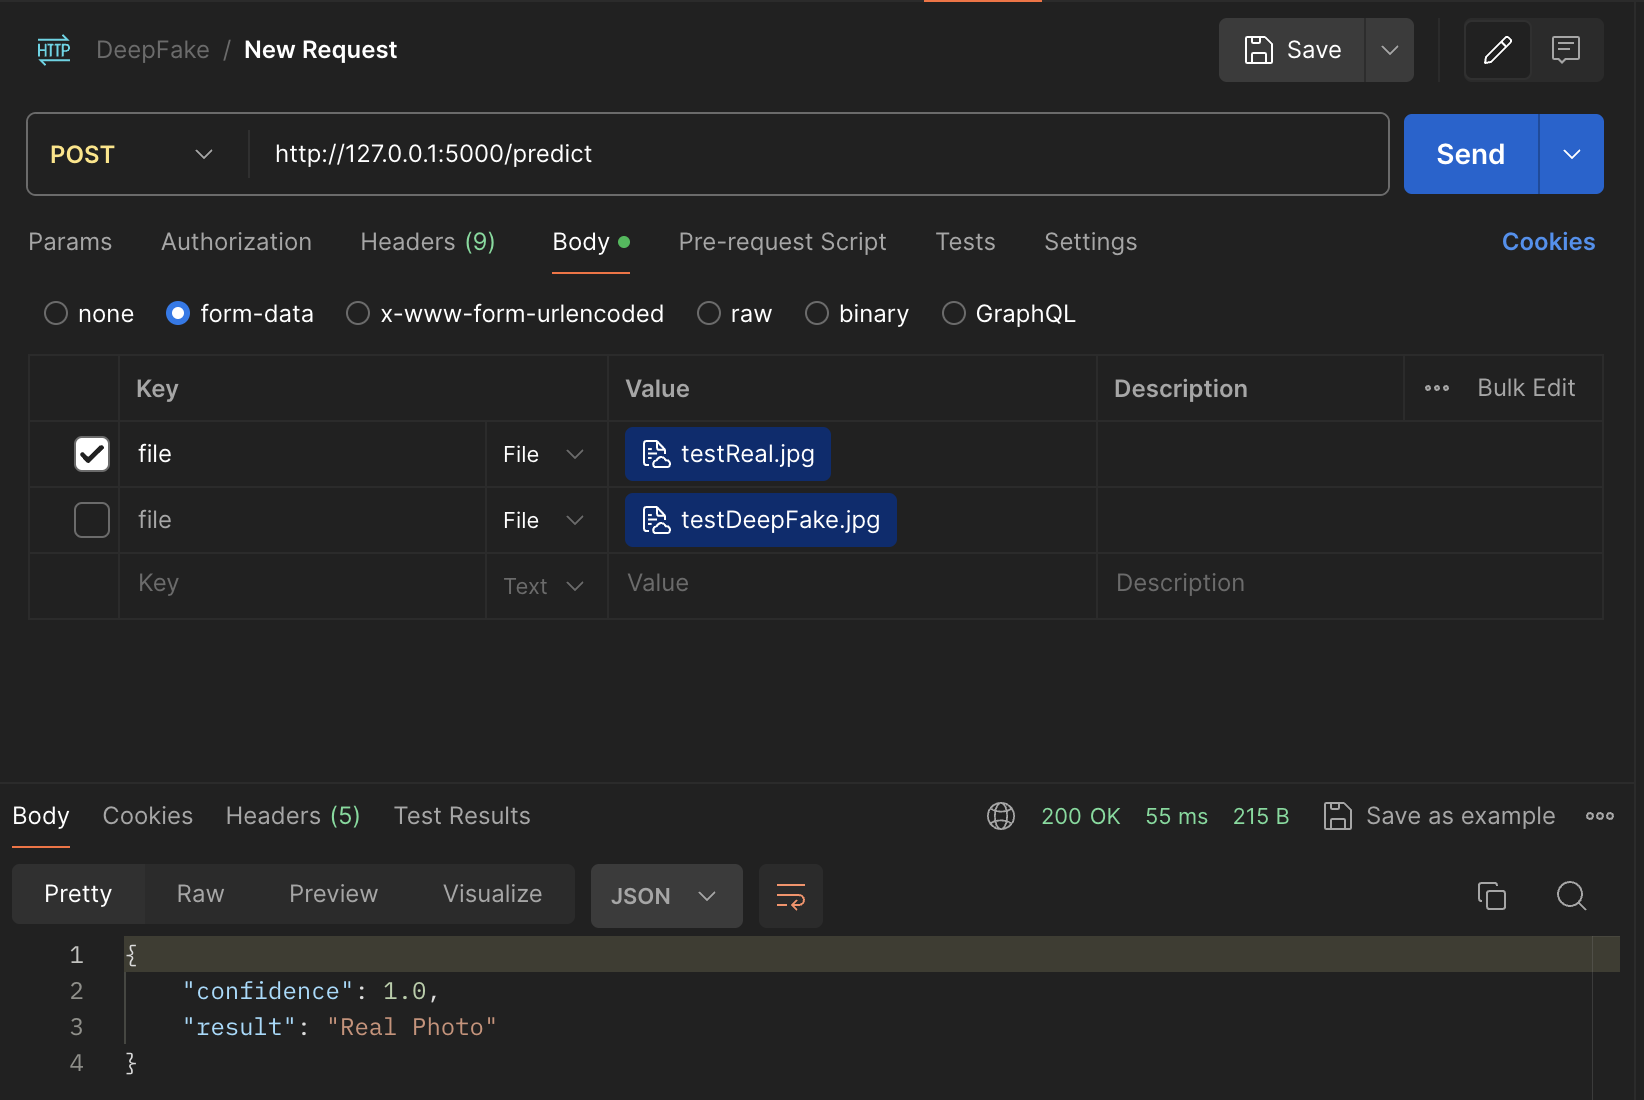 HTTP DeepFake / New Request Save
POST http://127.0.0.1:5000/predict Send
Params Authorization Headers (9) Body Pre-request Script Tests Settings Cookies
none form-data x-www-form-urlencoded raw binary GraphQL
Key Value Description Bulk Edit
file File testReal.jpg
file File testDeepFake.jpg
Key Text Value Description
Body Cookies Headers (5) Test Results 200 OK 55 ms 215 B Save as example
Pretty Raw Preview Visualize JSON
1 {
2 "confidence": 1.0,
3 "result": "Real Photo"
4 }